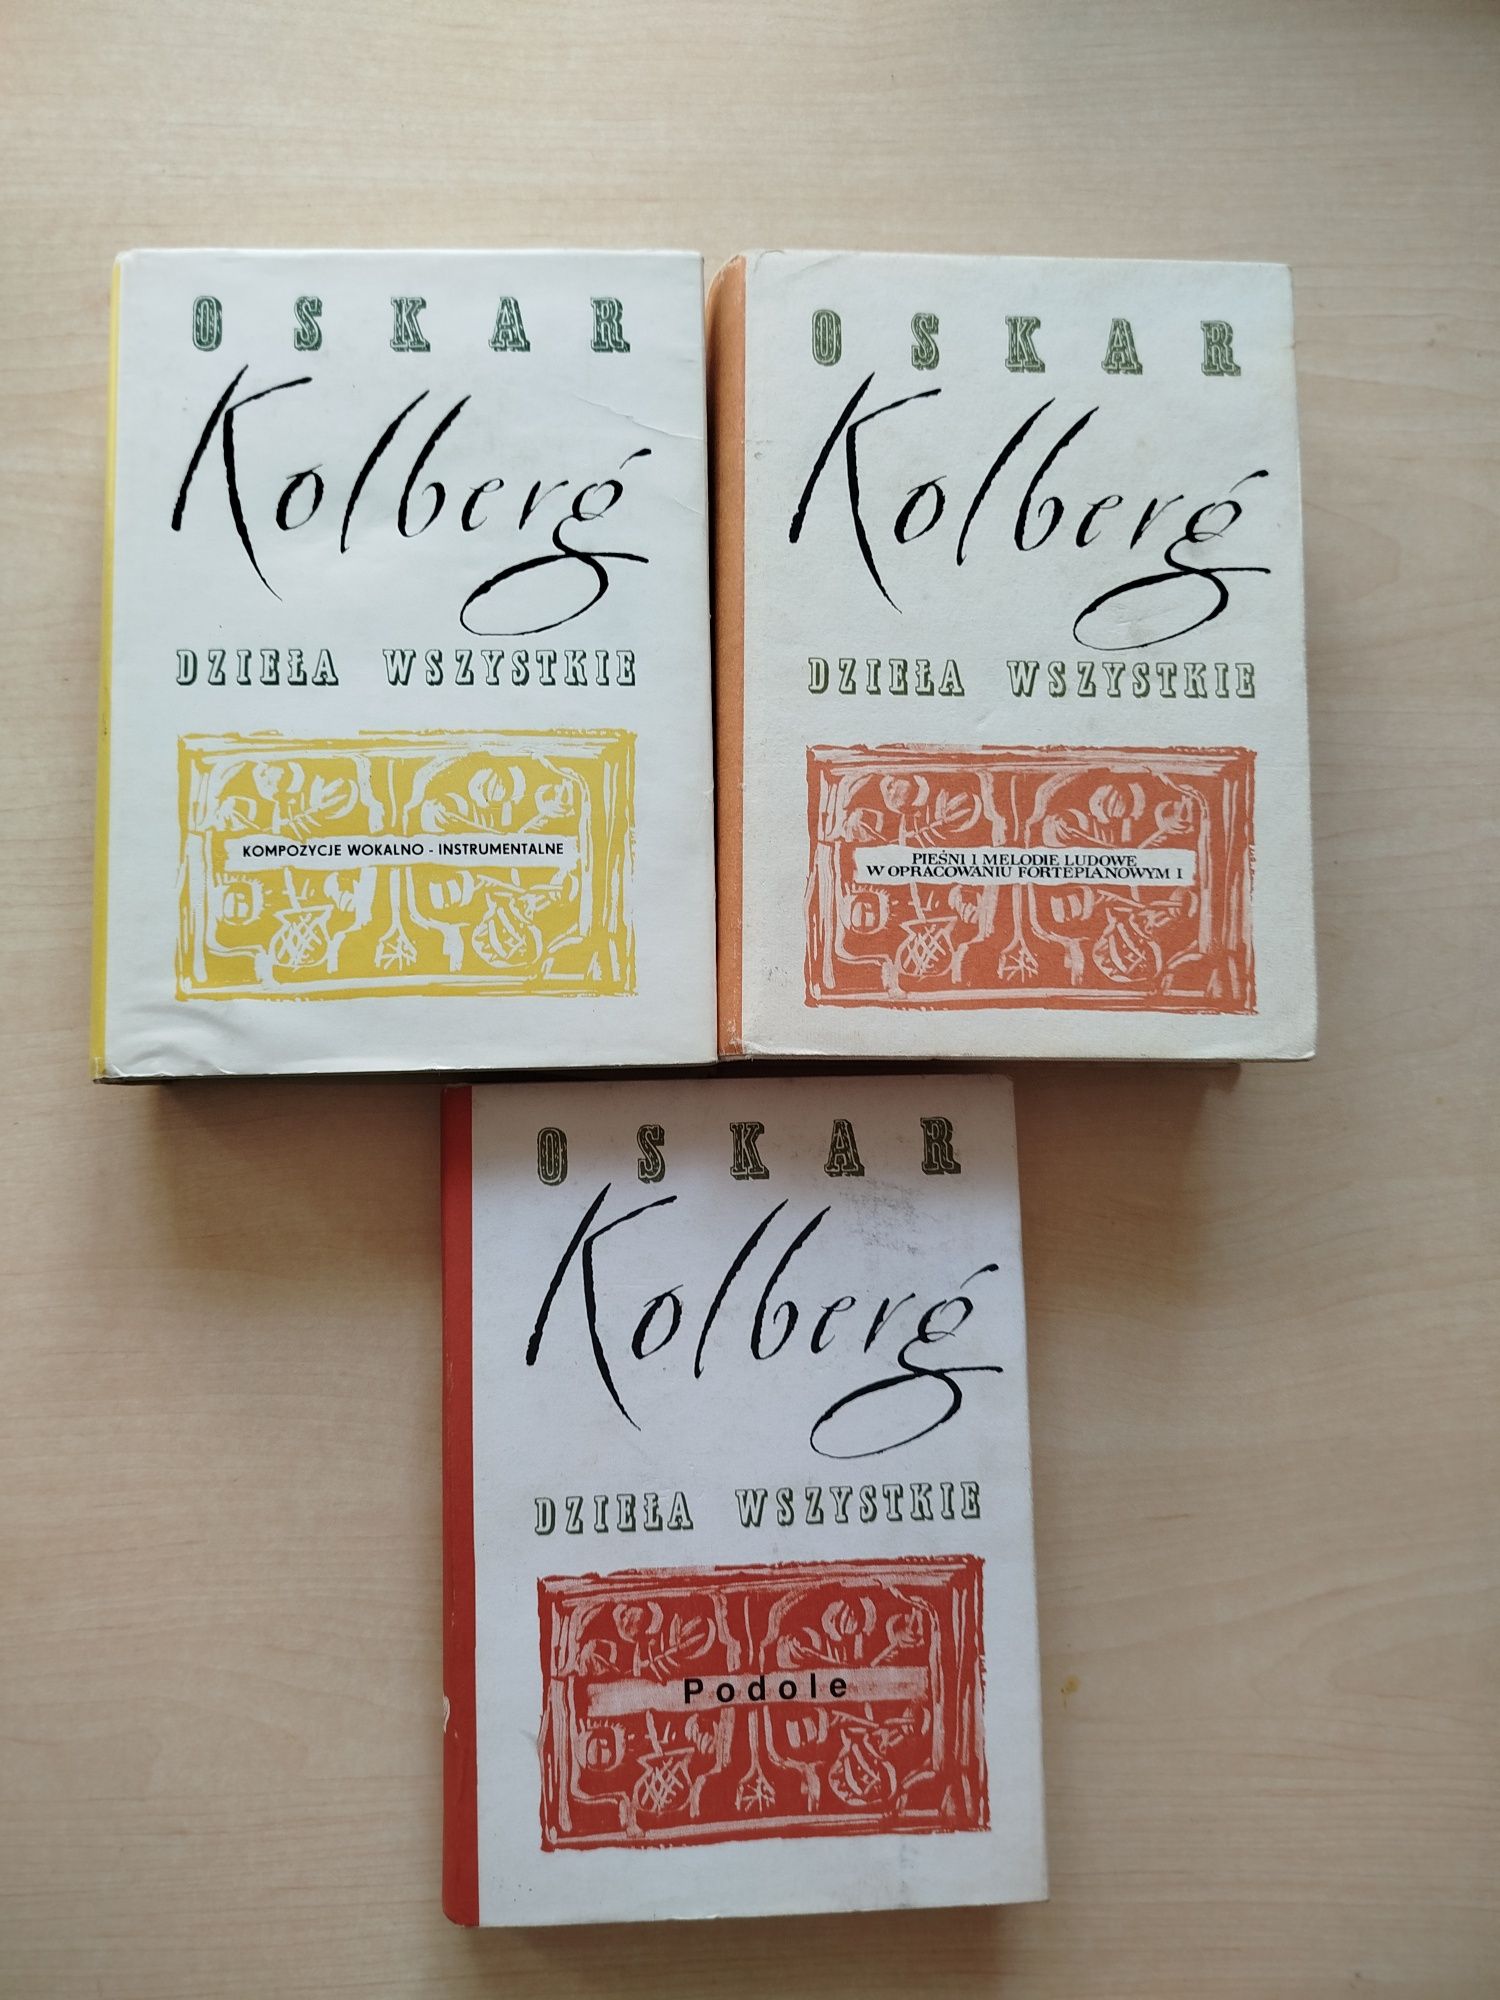 OSKAR
Kolberg
DZIEŁA WSZYSTKIE
KOMPOZYCJE WOKALNO - INSTRUMENTALNE
OSKAR
Kolberg
DZIEŁA WSZYSTKIE
PIEŚNI I MELODIE LUDOWE
W OPRACOWANIU FORTEPIANOWYM I
OSKAR
Kolberg
DZIEŁA WSZYSTKIE
Podole